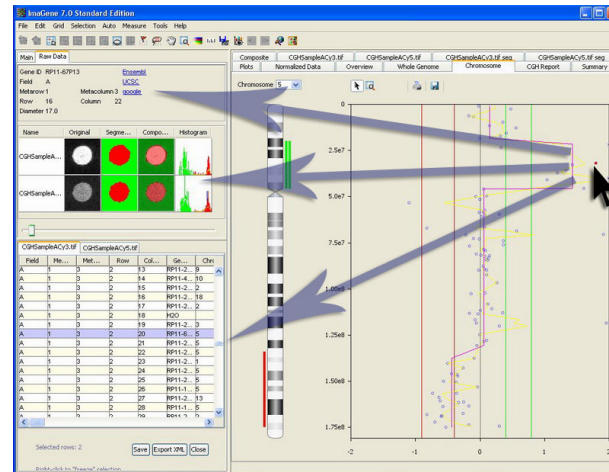 ImaGene 7.0 Standard Edition
File Edit Grid Selection Auto Measure Tools Help
Main Raw Data
Composite CGHSampleACy3.tif CGHSampleACy5.tif CGHSampleACy3.tif seg CGHSampleACy5.tif seg
Plots Normalized Data Overview Whole Genome Chromosome CGH Report Summary
Gene ID RP11-67P13 Ensembl
Field A UCSC
Metarow 1 Metacolumn 3 google
Row 16 Column 22
Diameter 17.0
Chromosome 5
Name Original Segme... Compo... Histogram
CGHSampleA...
CGHSampleA...
CGHSampleACy3.tif CGHSampleACy5.tif
Field Me... Met... Row Col... Ge... Chro
A 1 3 2 13 RP11-2... 9
A 1 3 2 14 RP11-4... 10
A 1 3 2 15 RP11-2... 2
A 1 3 2 16 RP11-2... 18
A 1 3 2 17 RP11-2... 2
A 1 3 2 18 H2O
A 1 3 2 19 RP11-2... 3
A 1 3 2 20 RP11-6... 5
A 1 3 2 21 RP11-2... 5
A 1 3 2 22 RP11-2... 5
A 1 3 2 23 RP11-2... 1
A 1 3 2 24 RP11-2... 5
A 1 3 2 25 RP11-2... 5
A 1 3 2 26 RP11-1... 5
A 1 3 2 27 RP11-2... 13
A 1 3 2 28 RP11-1... 5
Selected rows: 2 Save Export XML Close
Right-click to "freeze" selection
0
2.5e7
5.0e7
7.5e7
1.00e8
1.25e8
1.50e8
1.75e8
-2 -1 0 1 2